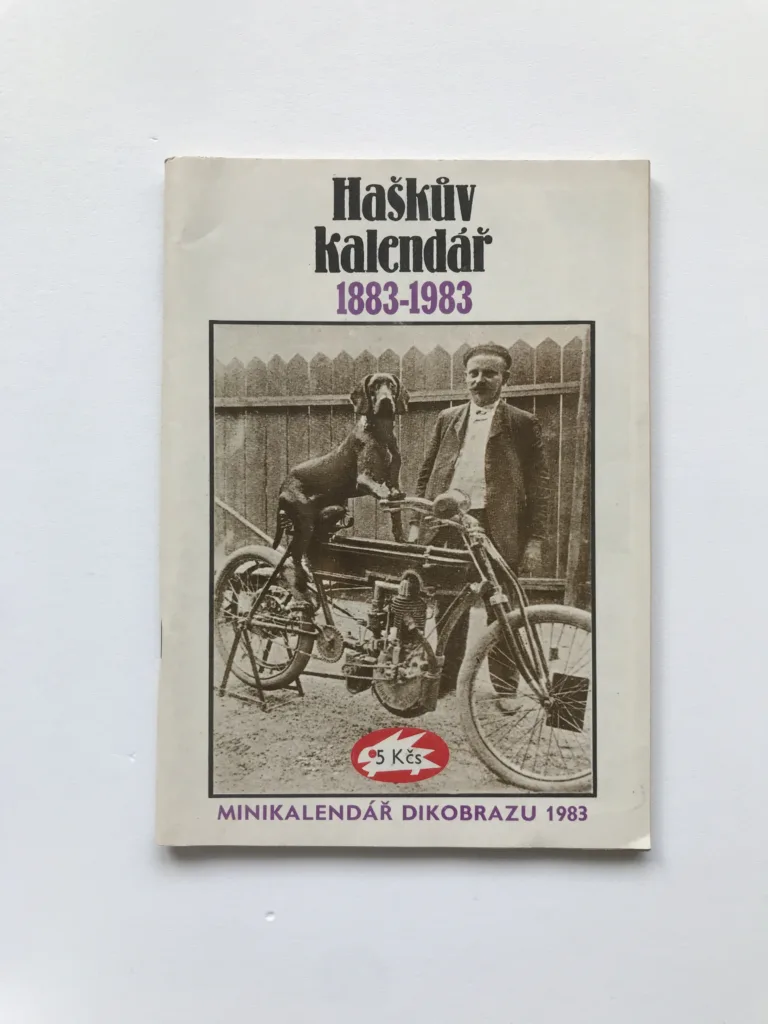 Haškův
kalendář
1883-1983
5 Kčs
MINIKALENDÁŘ DIKOBRAZU 1983